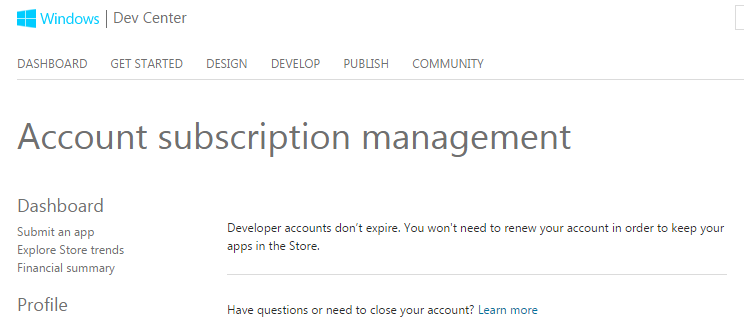 Windows | Dev Center
DASHBOARD GET STARTED DESIGN DEVELOP PUBLISH COMMUNITY
Account subscription management
Dashboard
Submit an app
Explore Store trends
Financial summary
Developer accounts don't expire. You won't need to renew your account in order to keep your
apps in the Store.
Profile
Have questions or need to close your account? Learn more